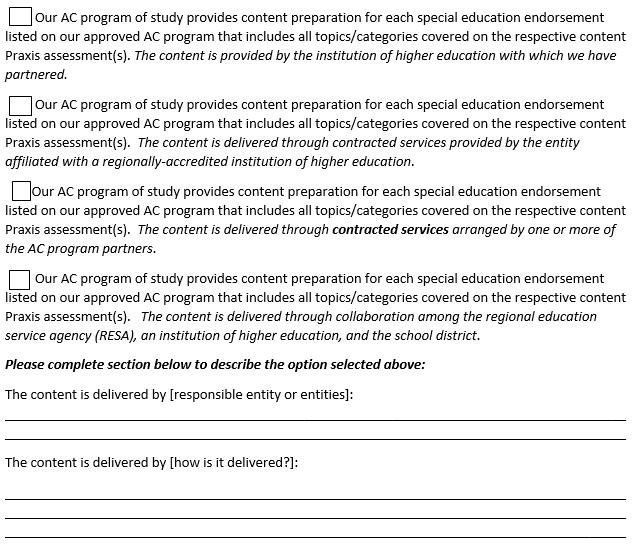 Our AC program of study provides content preparation for each special education endorsement
listed on our approved AC program that includes all topics/categories covered on the respective content
Praxis assessment(s). The content is provided by the institution of higher education with which we have
partnered.
Our AC program of study provides content preparation for each special education endorsement
listed on our approved AC program that includes all topics/categories covered on the respective content
Praxis assessment(s). The content is delivered through contracted services provided by the entity
affiliated with a regionally-accredited institution of higher education.
Our AC program of study provides content preparation for each special education endorsement
listed on our approved AC program that includes all topics/categories covered on the respective content
Praxis assessment(s). The content is delivered through contracted services arranged by one or more of
the AC program partners.
Our AC program of study provides content preparation for each special education endorsement
listed on our approved AC program that includes all topics/categories covered on the respective content
Praxis assessment(s). The content is delivered through collaboration among the regional education
service agency (RESA), an institution of higher education, and the school district.
Please complete section below to describe the option selected above:
The content is delivered by [responsible entity or entities]:
The content is delivered by [how is it delivered?]: